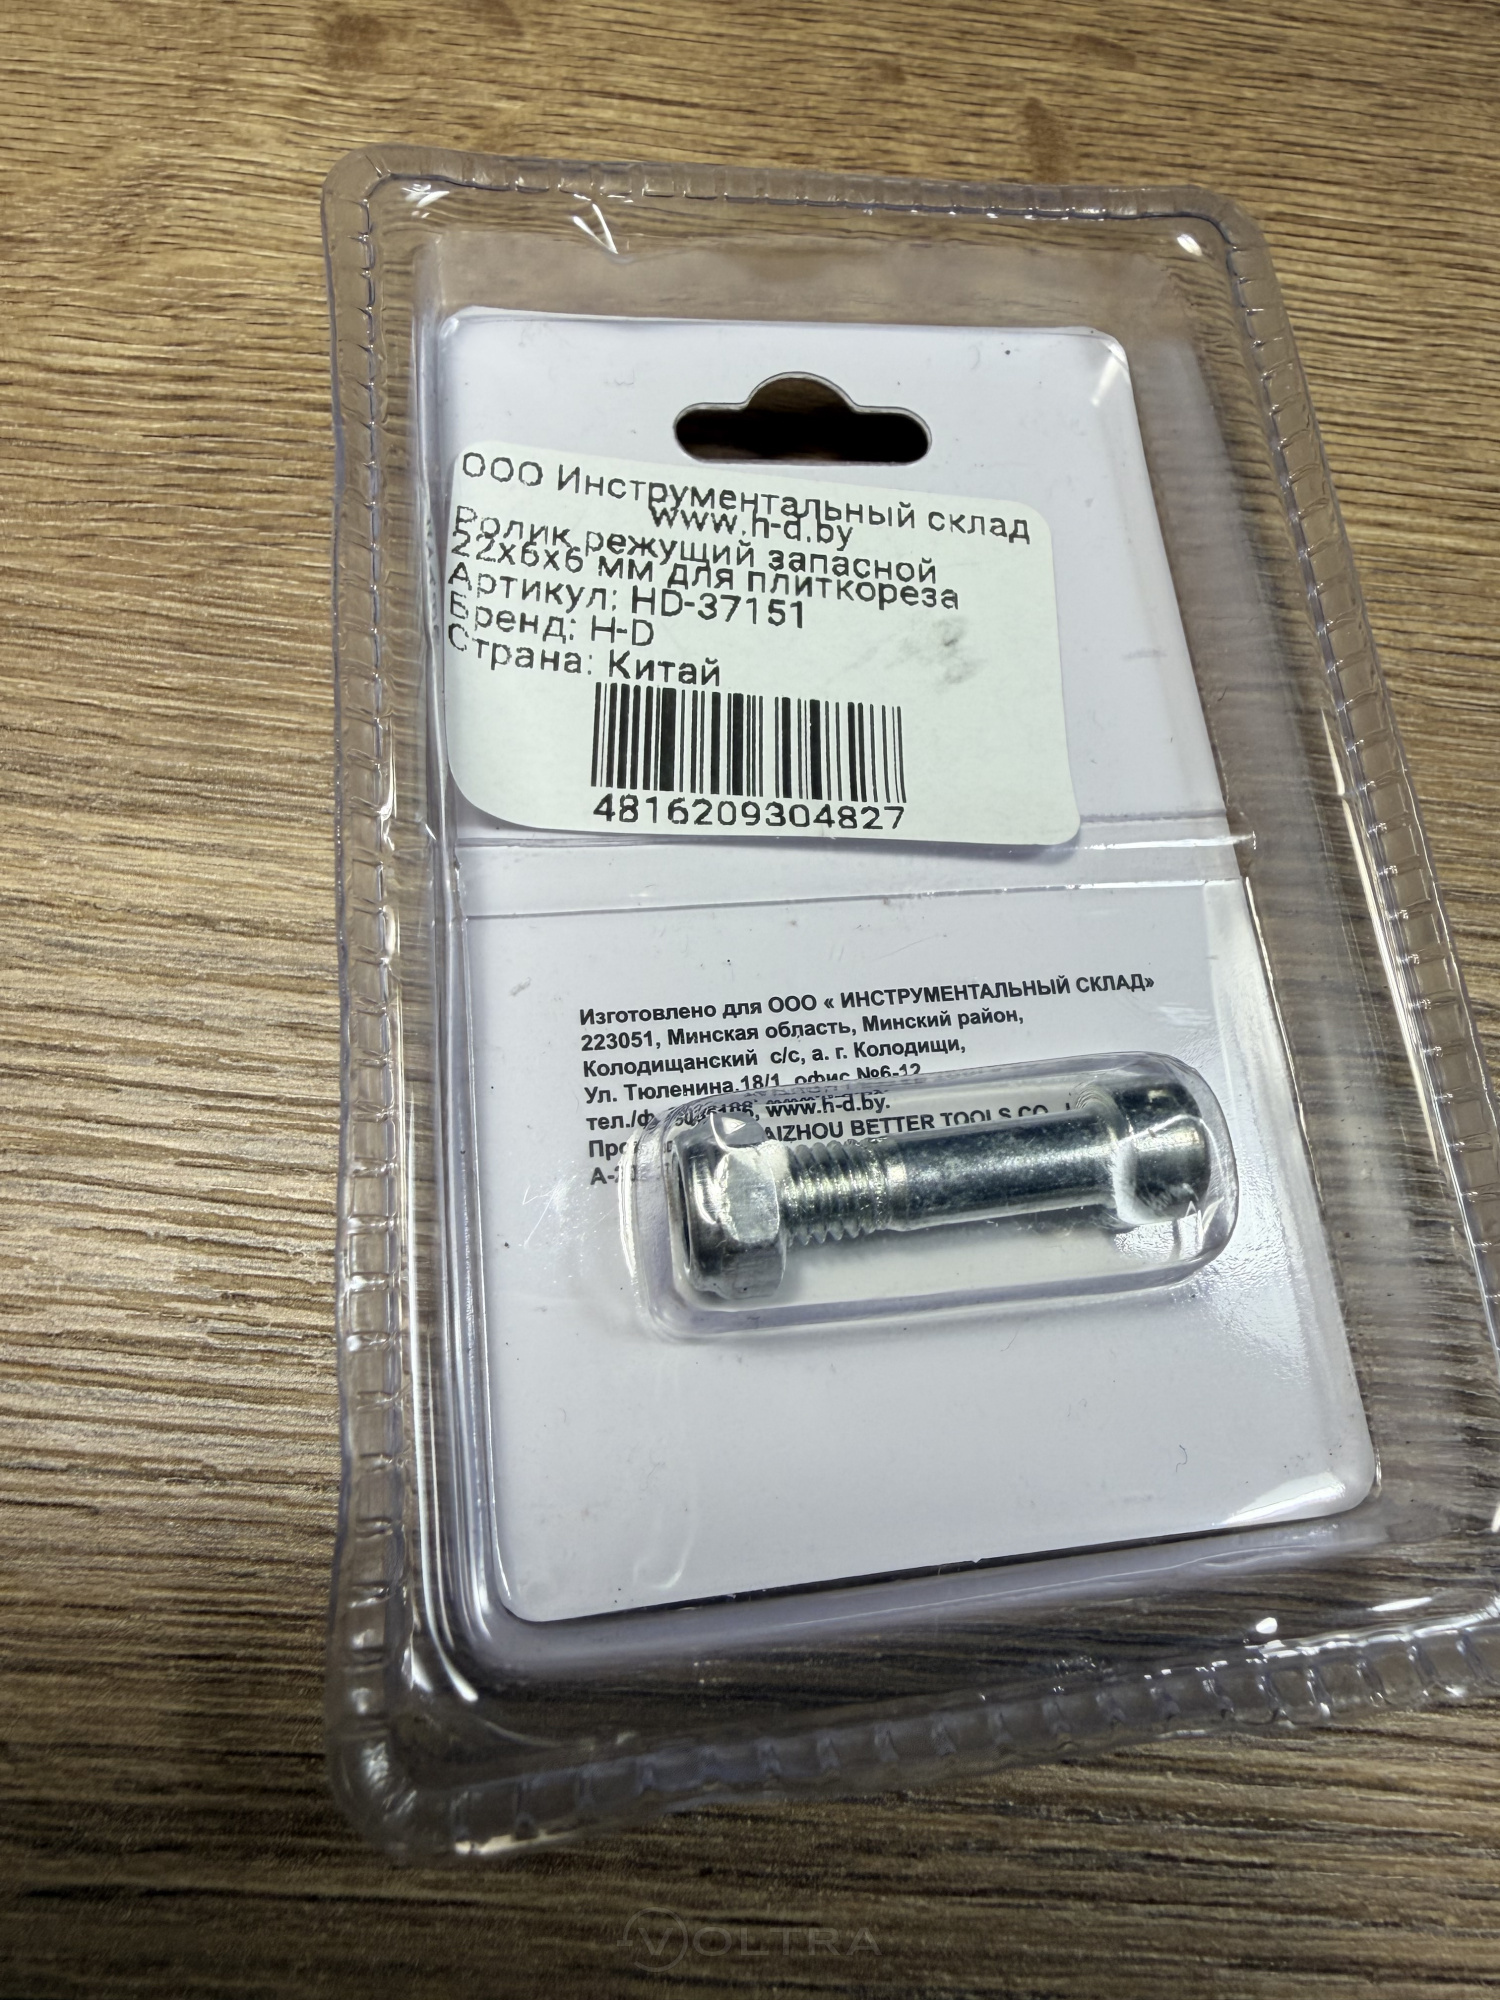 ООО Инструментальный склад
www.h-d.by
Ролик режущий запасной
22х6х6 мм для плиткореза
Артикул: HD-37151
Бренд: H-D
Страна: Китай
4816209304827
Изготовлено для ООО « ИНСТРУМЕНТАЛЬНЫЙ СКЛАД»
223051, Минская область, Минский район,
Колодищанский с/с, а. г. Колодищи,
Ул. Тюленина,18/1, офис №6-12
www.h-d.by.
BETTER TOOLS CO.,
VOLTRA